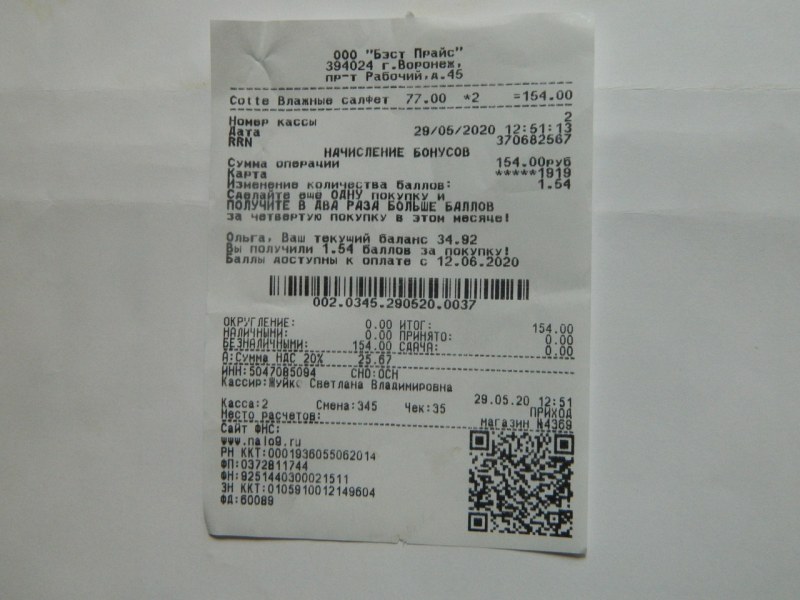 ООО "Бэст Прайс"
394024 г.Воронеж,
пр-т Рабочий,д.45
Cotte Влажные салфет 77.00 *2 =154.00
Номер кассы 2
Дата 29/05/2020 12:51:13
RRN 370682567
НАЧИСЛЕНИЕ БОНУСОВ
Сумма операции 154.00руб
Карта *****1919
Изменение количества баллов: 1.54
Сделайте еще ОДНУ покупку и
ПОЛУЧИТЕ В ДВА РАЗА БОЛЬШЕ БАЛЛОВ
за четвертую покупку в этом месяце!
Ольга, Ваш текущий баланс 34.92
Вы получили 1.54 баллов за покупку!
Баллы доступны к оплате с 12.06.2020
002.0345.290520.0037
ОКРУГЛЕНИЕ: 0.00 ИТОГ: 154.00
НАЛИЧНЫМИ: 0.00 ПРИНЯТО: 0.00
БЕЗНАЛИЧНЫМИ: 154.00 СДАЧА: 0.00
А:Сумма НДС 20% 25.67
ИНН:5047085094 СНО:ОСН
Кассир: Светлана Владимировна
29.05.20 12:51
Касса:2 Смена:345 Чек:35 ПРИХОД
Место расчетов: магазин №4369
Сайт ФНС:
www.nalog.ru
РН ККТ:0001936055062014
ФП:0372811744
ФН:9251440300021511
ЗН ККТ:0105910012149604
ФД:60089